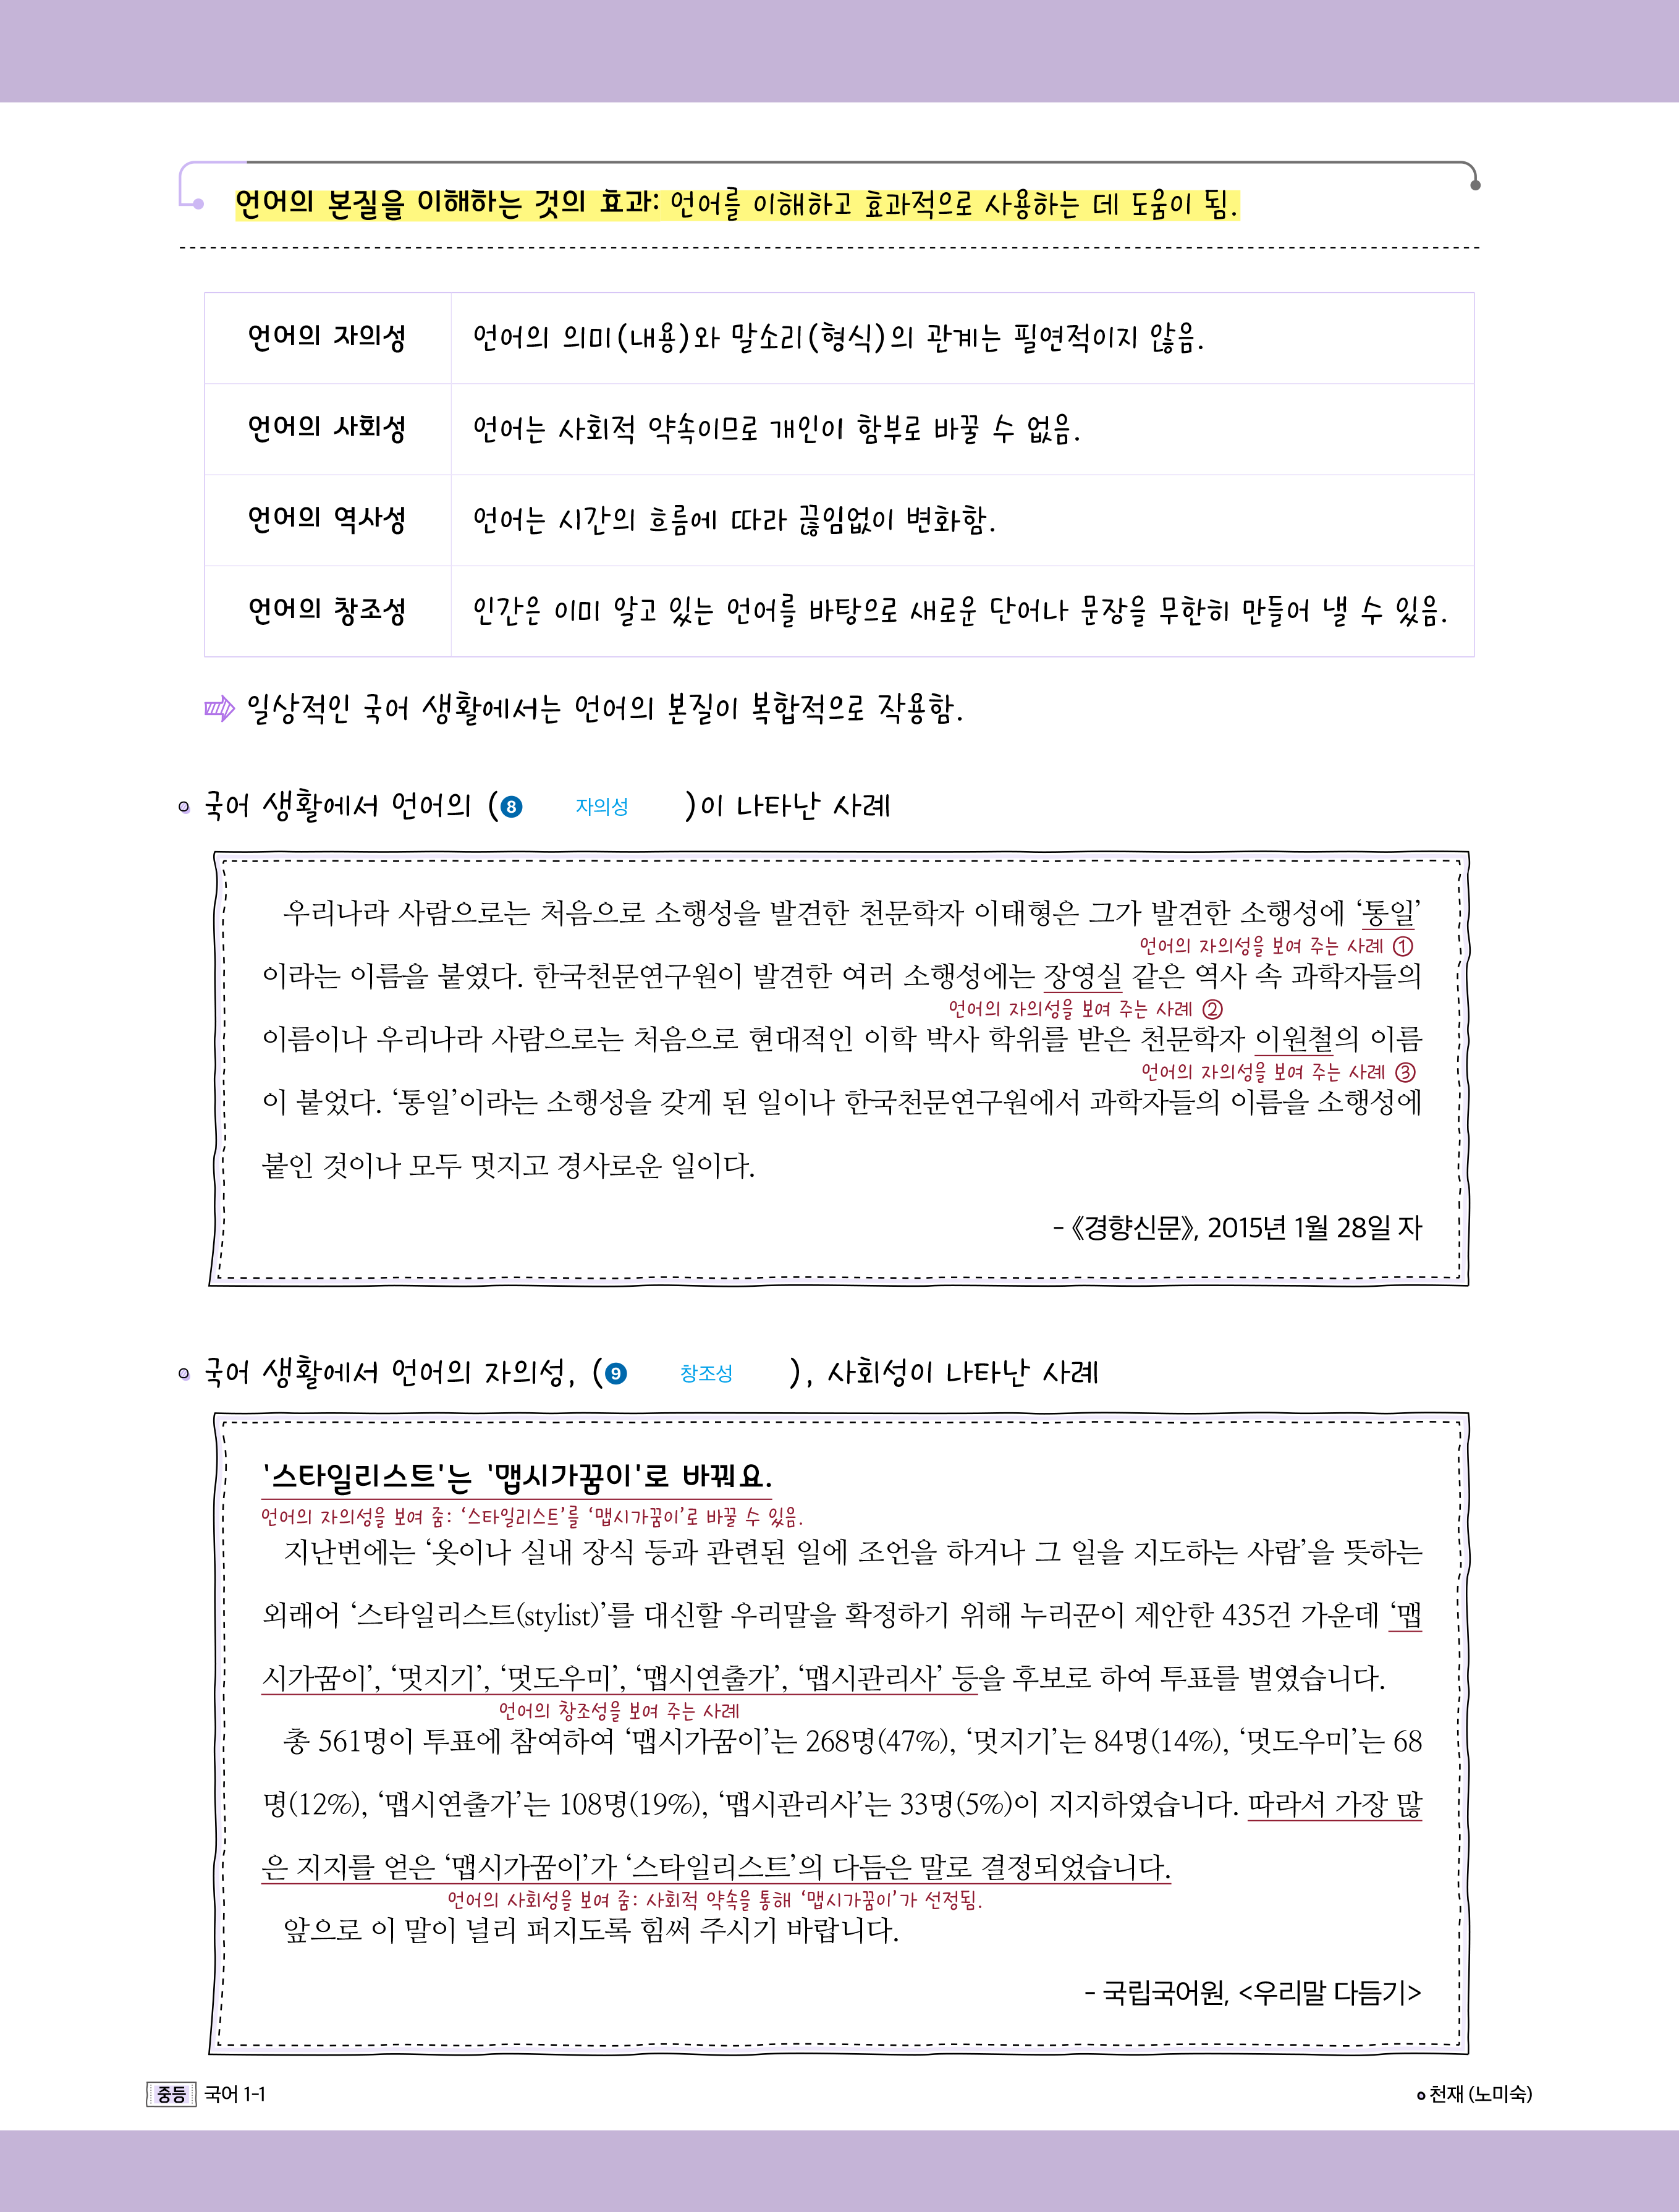 언어의 본질을 이해하는 것의 효과: 언어를 이해하고 효과적으로 사용하는 데 도움이 됨.
언어의 자의성 언어의 의미(내용)와 말소리(형식)의 관계는 필연적이지 않음.
언어의 사회성 언어는 사회적 약속이므로 개인이 함부로 바꿀 수 없음.
언어의 역사성 언어는 시간의 흐름에 따라 끊임없이 변화함.
언어의 창조성 인간은 이미 알고 있는 언어를 바탕으로 새로운 단어나 문장을 무한히 만들어 낼 수 있음.
일상적인 국어 생활에서는 언어의 본질이 복합적으로 작용함.
국어 생활에서 언어의 (8 자의성 )이 나타난 사례
우리나라 사람으로는 처음으로 소행성을 발견한 천문학자 이태형은 그가 발견한 소행성에 ‘통일’
언어의 자의성을 보여 주는 사례 ①
이라는 이름을 붙였다. 한국천문연구원이 발견한 여러 소행성에는 장영실 같은 역사 속 과학자들의
언어의 자의성을 보여 주는 사례 ②
이름이나 우리나라 사람으로는 처음으로 현대적인 이학 박사 학위를 받은 천문학자 이원철의 이름
언어의 자의성을 보여 주는 사례 ③
이 붙었다. ‘통일’이라는 소행성을 갖게 된 일이나 한국천문연구원에서 과학자들의 이름을 소행성에
붙인 것이나 모두 멋지고 경사로운 일이다.
-《경향신문》, 2015년 1월 28일 자
국어 생활에서 언어의 자의성, (9 창조성 ), 사회성이 나타난 사례
'스타일리스트'는 '맵시가꿈이'로 바꿔요.
언어의 자의성을 보여 줌: ‘스타일리스트’를 ‘맵시가꿈이’로 바꿀 수 있음.
지난번에는 ‘옷이나 실내 장식 등과 관련된 일에 조언을 하거나 그 일을 지도하는 사람’을 뜻하는
외래어 ‘스타일리스트(stylist)’를 대신할 우리말을 확정하기 위해 누리꾼이 제안한 435건 가운데 ‘맵
시가꿈이’, ‘멋지기’, ‘멋도우미’, ‘맵시연출가’, ‘맵시관리사’ 등을 후보로 하여 투표를 벌였습니다.
언어의 창조성을 보여 주는 사례
총 561명이 투표에 참여하여 ‘맵시가꿈이’는 268명(47%), ‘멋지기’는 84명(14%), ‘멋도우미’는 68
명(12%), ‘맵시연출가’는 108명(19%), ‘맵시관리사’는 33명(5%)이 지지하였습니다. 따라서 가장 많
은 지지를 얻은 ‘맵시가꿈이’가 ‘스타일리스트’의 다듬은 말로 결정되었습니다.
언어의 사회성을 보여 줌: 사회적 약속을 통해 ‘맵시가꿈이’가 선정됨.
앞으로 이 말이 널리 퍼지도록 힘써 주시기 바랍니다.
- 국립국어원, <우리말 다듬기>
중등 국어 1-1
천재 (노미숙)